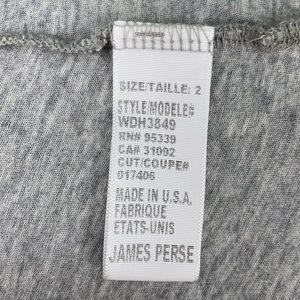 SIZE/TAILLE: 2
STYLE/MODELE#
WDH3849
RN# 95339
CA# 31092
CUT/COUPE#
017406
MADE IN U.S.A.
FABRIQUE
ETATS-UNIS
JAMES PERSE